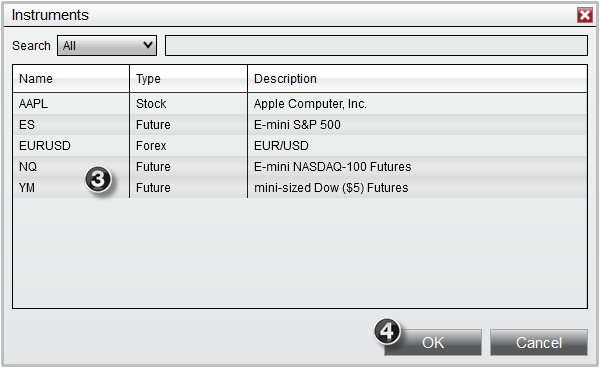 Instruments
Search All
Name Type Description
AAPL Stock Apple Computer, Inc.
ES Future E-mini S&P 500
EURUSD Forex EUR/USD
NQ Future E-mini NASDAQ-100 Futures
3
YM Future mini-sized Dow ($5) Futures
4
OK Cancel